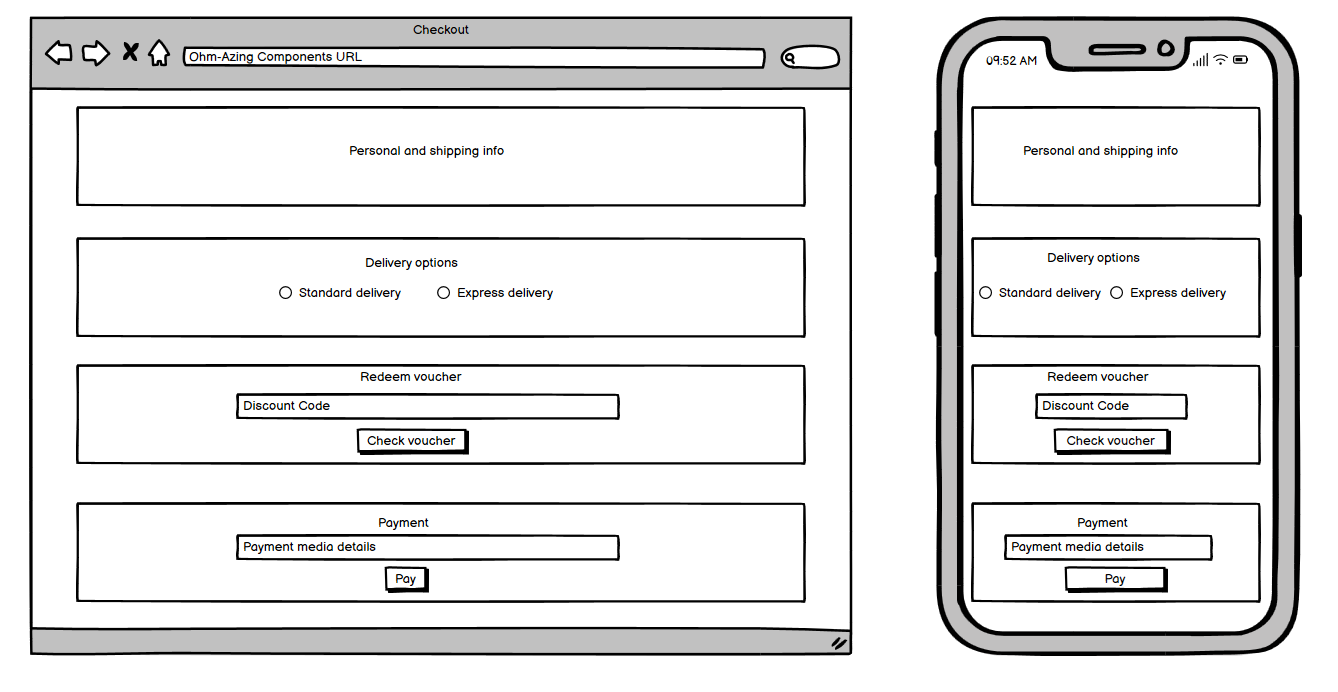 Checkout
Ohm-Azing Components URL
Personal and shipping info
Delivery options
Standard delivery Express delivery
Redeem voucher
Discount Code
Check voucher
Payment
Payment media details
Pay
09:52 AM
Personal and shipping info
Delivery options
Standard delivery Express delivery
Redeem voucher
Discount Code
Check voucher
Payment
Payment media details
Pay